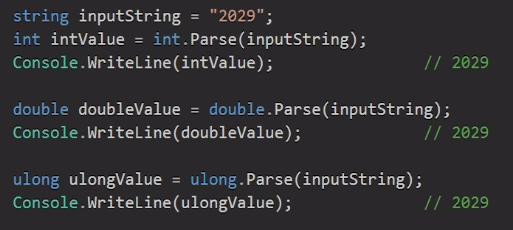 string inputString = "2029";
int intValue = int.Parse(inputString);
Console.WriteLine(intValue); // 2029
double doubleValue = double.Parse(inputString);
Console.WriteLine(doubleValue); // 2029
ulong ulongValue = ulong.Parse(inputString);
Console.WriteLine(ulongValue); // 2029